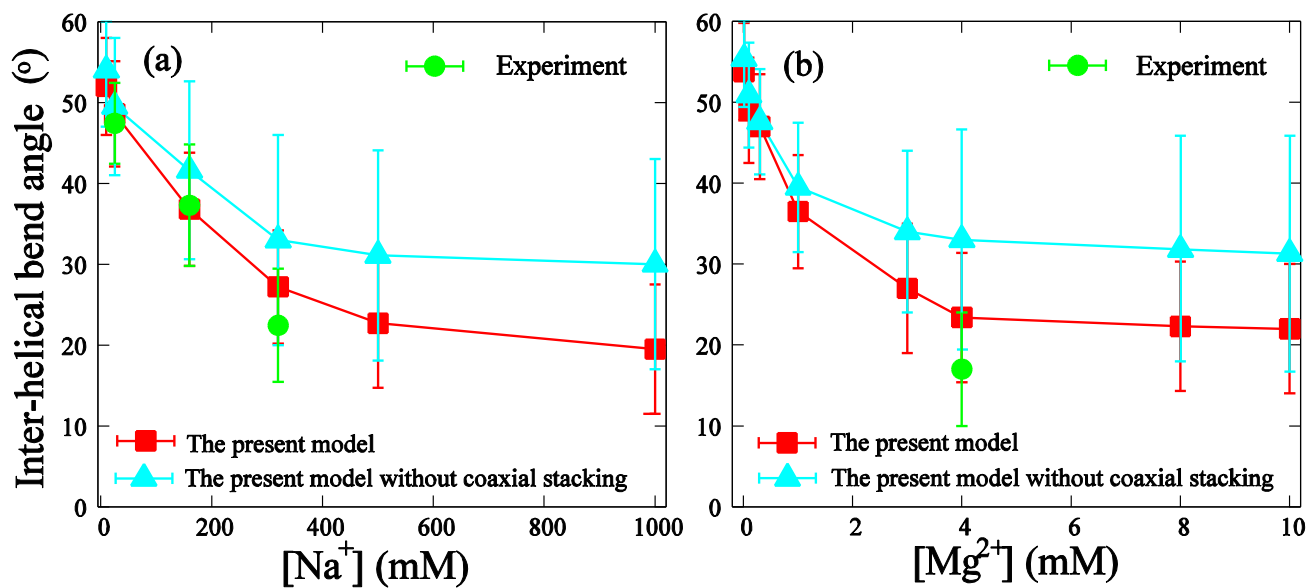 Inter-helical bend angle (°)
60
50
40
30
20
10
0
(a)
Experiment
The present model
The present model without coaxial stacking
0 200 400 600 800 1000
[Na+] (mM)
60
50
40
30
20
10
0
(b)
Experiment
The present model
The present model without coaxial stacking
0 2 4 6 8 10
[Mg2+] (mM)